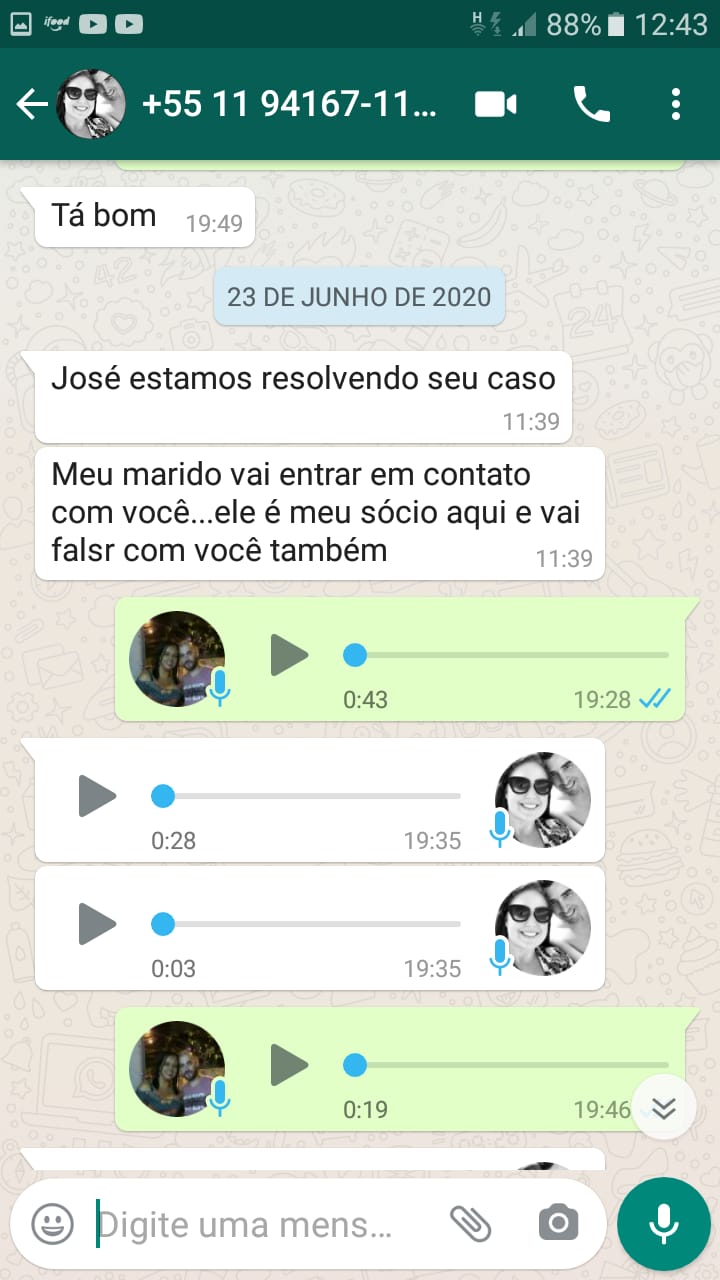 ifood
H
88%
12:43
+55 11 94167-11...
Tá bom
19:49
23 DE JUNHO DE 2020
José estamos resolvendo seu caso
11:39
Meu marido vai entrar em contato
com você...ele é meu sócio aqui e vai
falsr com você também
11:39
0:43
19:28
0:28
19:35
0:03
19:35
0:19
19:46
Digite uma mens...